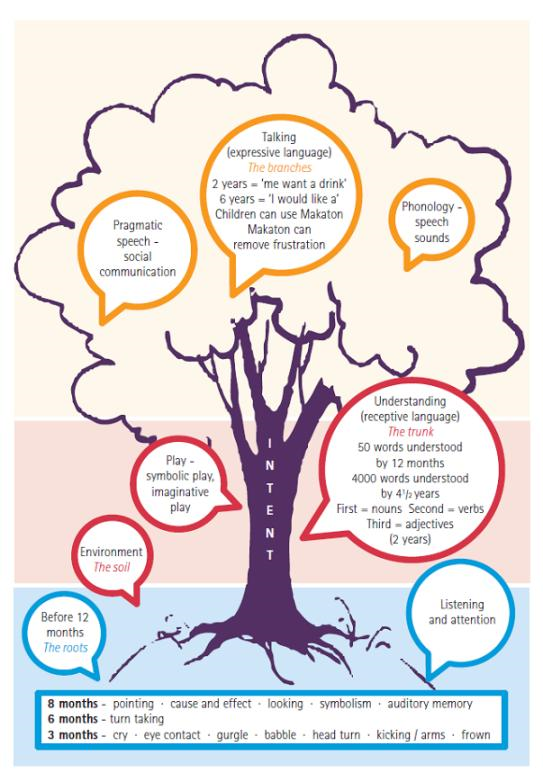 Talking
(expressive language)
The branches
2 years = 'me want a drink'
6 years = 'I would like a'
Children can use Makaton
Makaton can
remove frustration
Pragmatic
speech -
social
communication
Phonology -
speech
sounds
Understanding
(receptive language)
The trunk
50 words understood
by 12 months
4000 words understood
by 4 1/2 years
First = nouns Second = verbs
Third = adjectives
(2 years)
INTENT
Play -
symbolic play,
imaginative
play
Environment
The soil
Before 12
months
The roots
Listening
and attention
8 months - pointing · cause and effect · looking · symbolism · auditory memory
6 months - turn taking
3 months - cry · eye contact · gurgle · babble · head turn · kicking / arms · frown